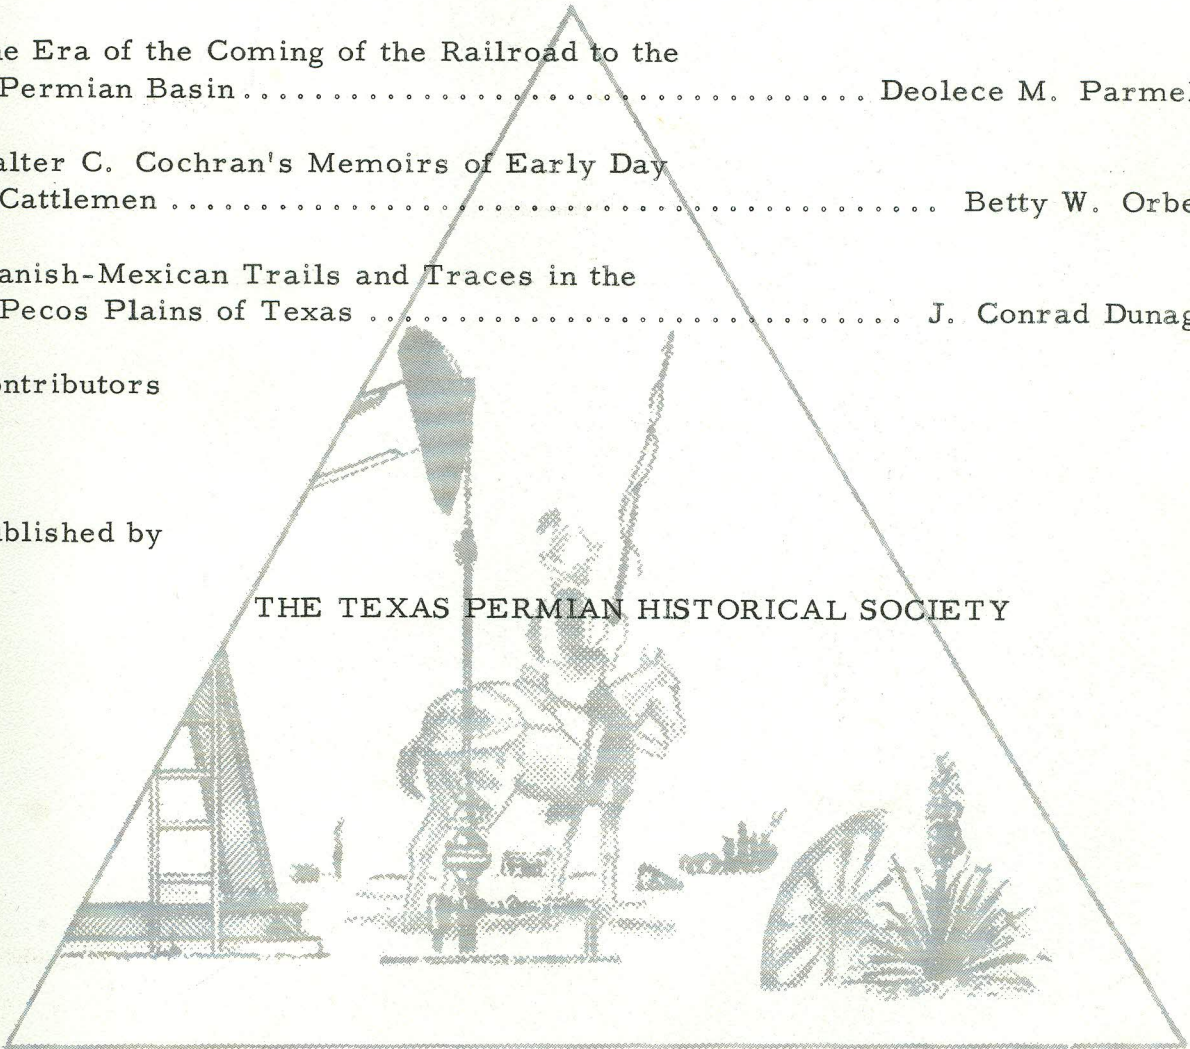 e Era of the Coming of the Railroad to the
Permian Basin ........................................ Deolece M. Parmel
alter C. Cochran's Memoirs of Early Day
Cattlemen ................................................ Betty W. Orbe
anish-Mexican Trails and Traces in the
Pecos Plains of Texas .................................. J. Conrad Dunag
ntributors
blished by
THE TEXAS PERMIAN HISTORICAL SOCIETY